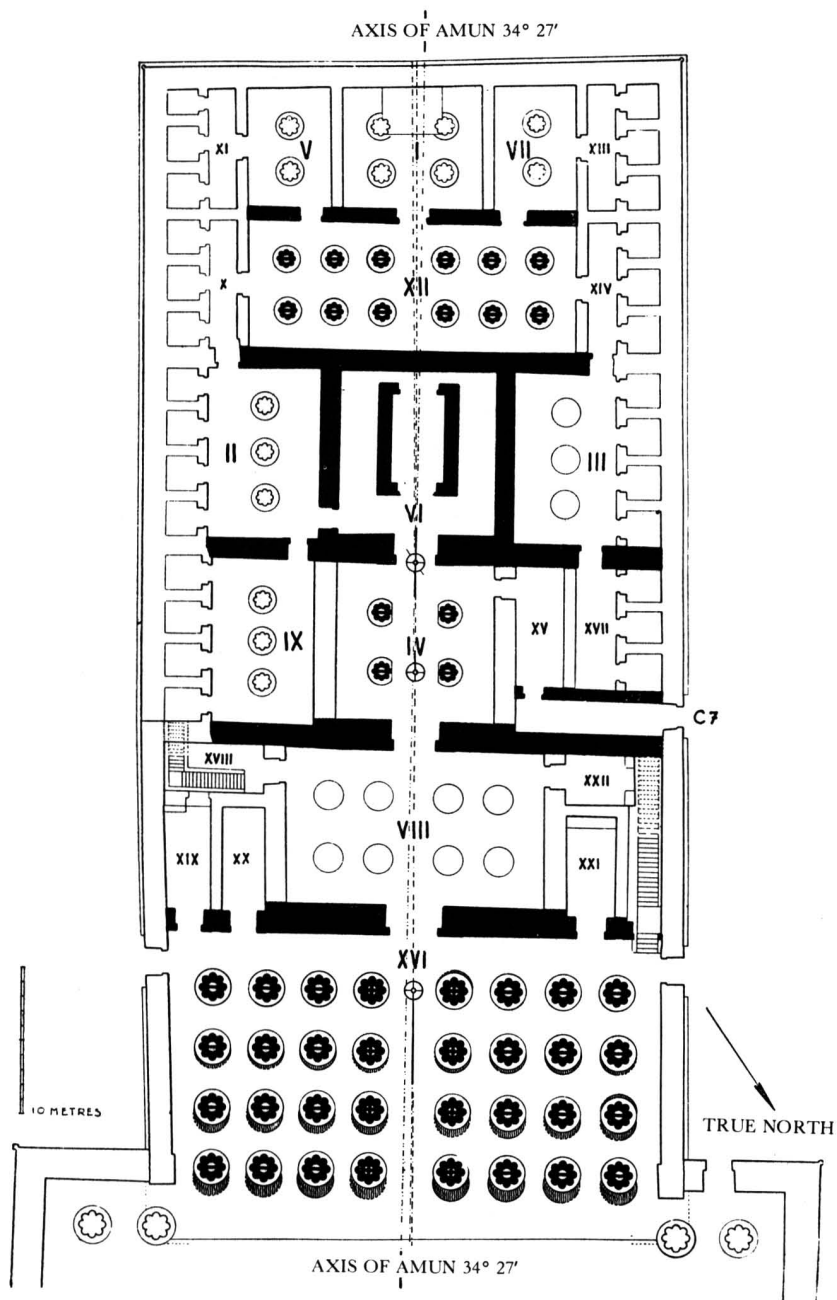 AXIS OF AMUN 34° 27′
XI V I VII XIII
X XII XIV
II III
VI
IX IV XV XVII
C7
XVIII XXII
VIII
XIX XX XXI
XVI
10 METRES
TRUE NORTH
AXIS OF AMUN 34° 27′